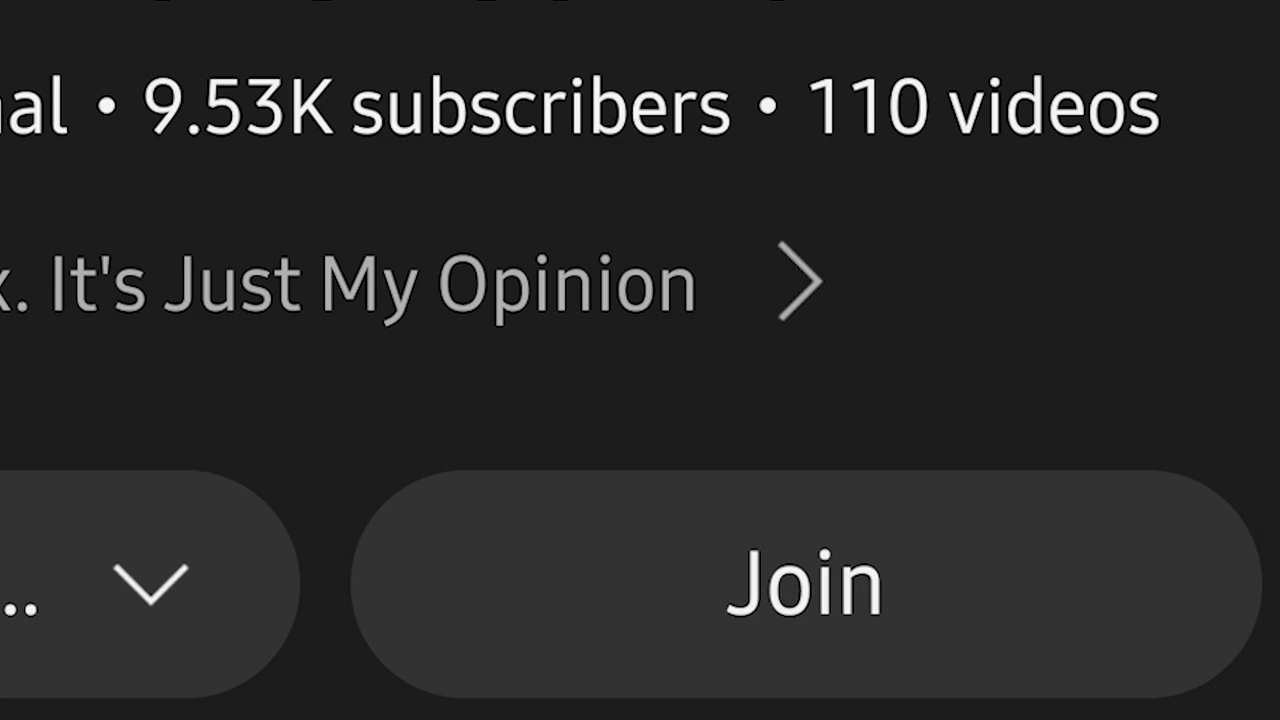 al • 9.53K subscribers • 110 videos
x. It's Just My Opinion
..
Join